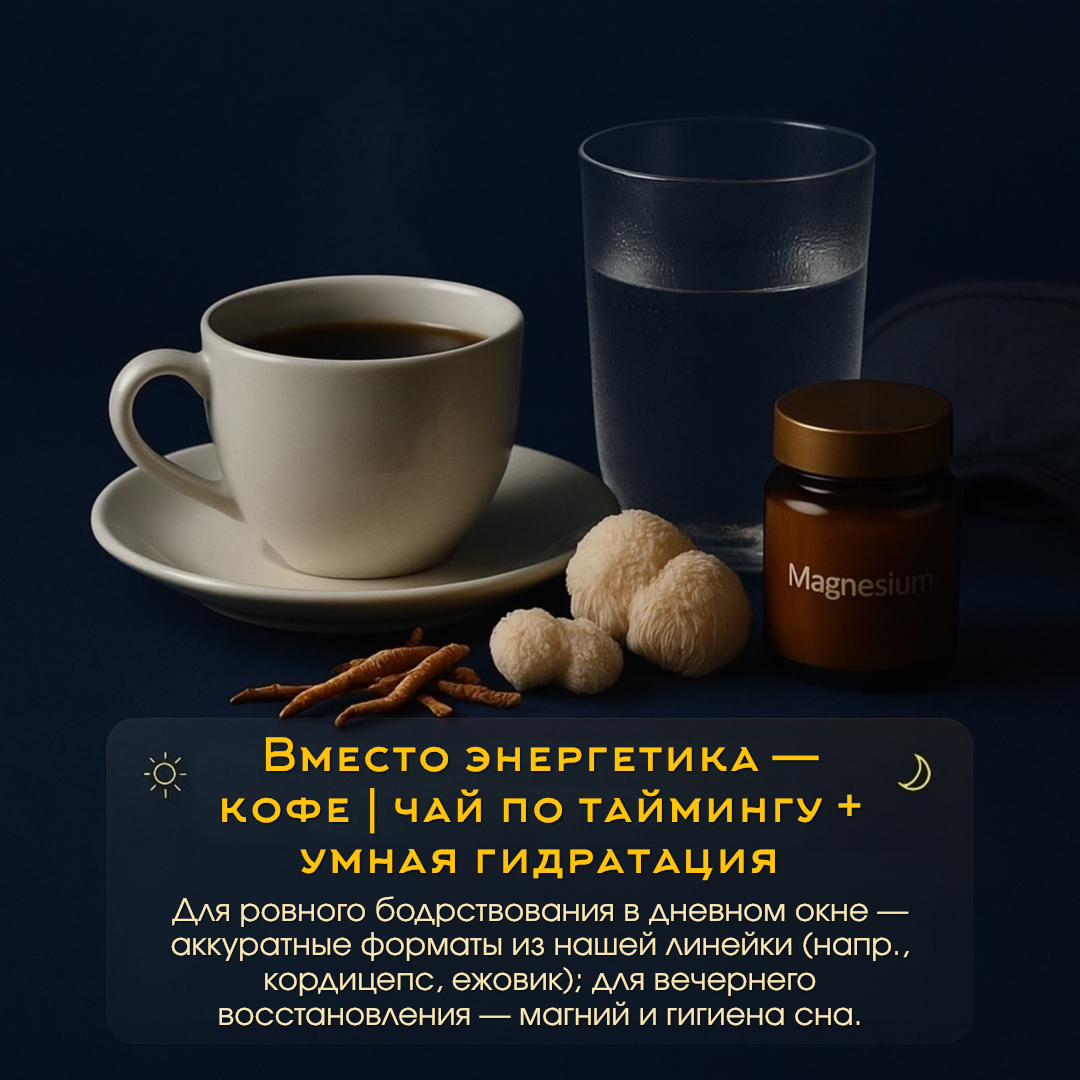 Magnesium
Вместо энергетика —
кофе | чай по таймингу +
умная гидратация
Для ровного бодрствования в дневном окне —
аккуратные форматы из нашей линейки (напр.,
кордицепс, ежовик); для вечернего
восстановления — магний и гигиена сна.